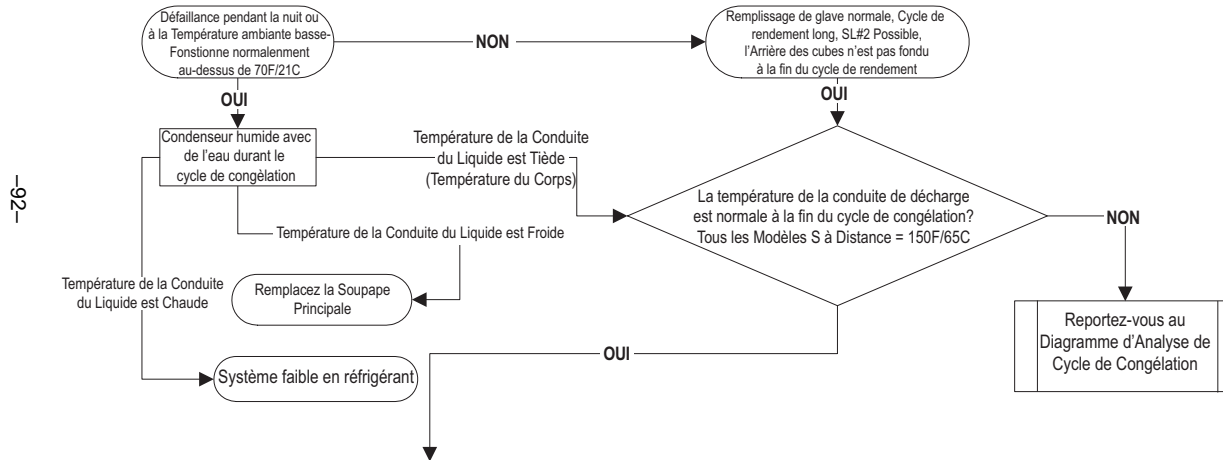 Défaillance pendant la nuit ou
à la Température ambiante basse-
Fonstionne normalenment
au-dessus de 70F/21C
NON
Remplissage de glave normale, Cycle de
rendement long, SL#2 Possible,
l'Arrière des cubes n'est pas fondu
à la fin du cycle de rendement
OUI
OUI
Condenseur humide avec
de l'eau durant le
cycle de congèlation
Température de la Conduite
du Liquide est Tiède
(Température du Corps)
La température de la conduite de décharge
est normale à la fin du cycle de congélation?
Tous les Modèles S à Distance = 150F/65C
NON
–92–
Température de la Conduite du Liquide est Froide
Température de la Conduite
du Liquide est Chaude
Remplacez la Soupape
Principale
Reportez-vous au
Diagramme d'Analyse de
Cycle de Congélation
OUI
Système faible en réfrigérant